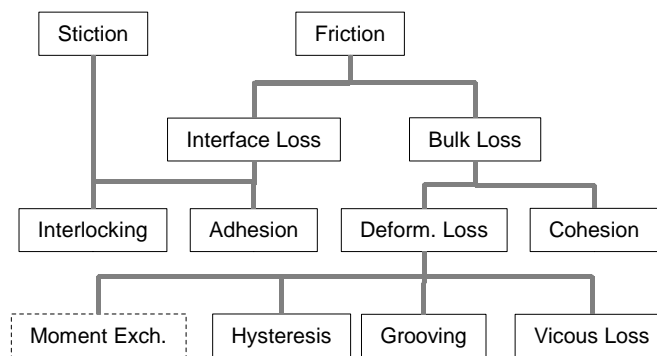 Stiction
Friction
Interface Loss
Bulk Loss
Interlocking
Adhesion
Deform. Loss
Cohesion
Moment Exch.
Hysteresis
Grooving
Vicous Loss